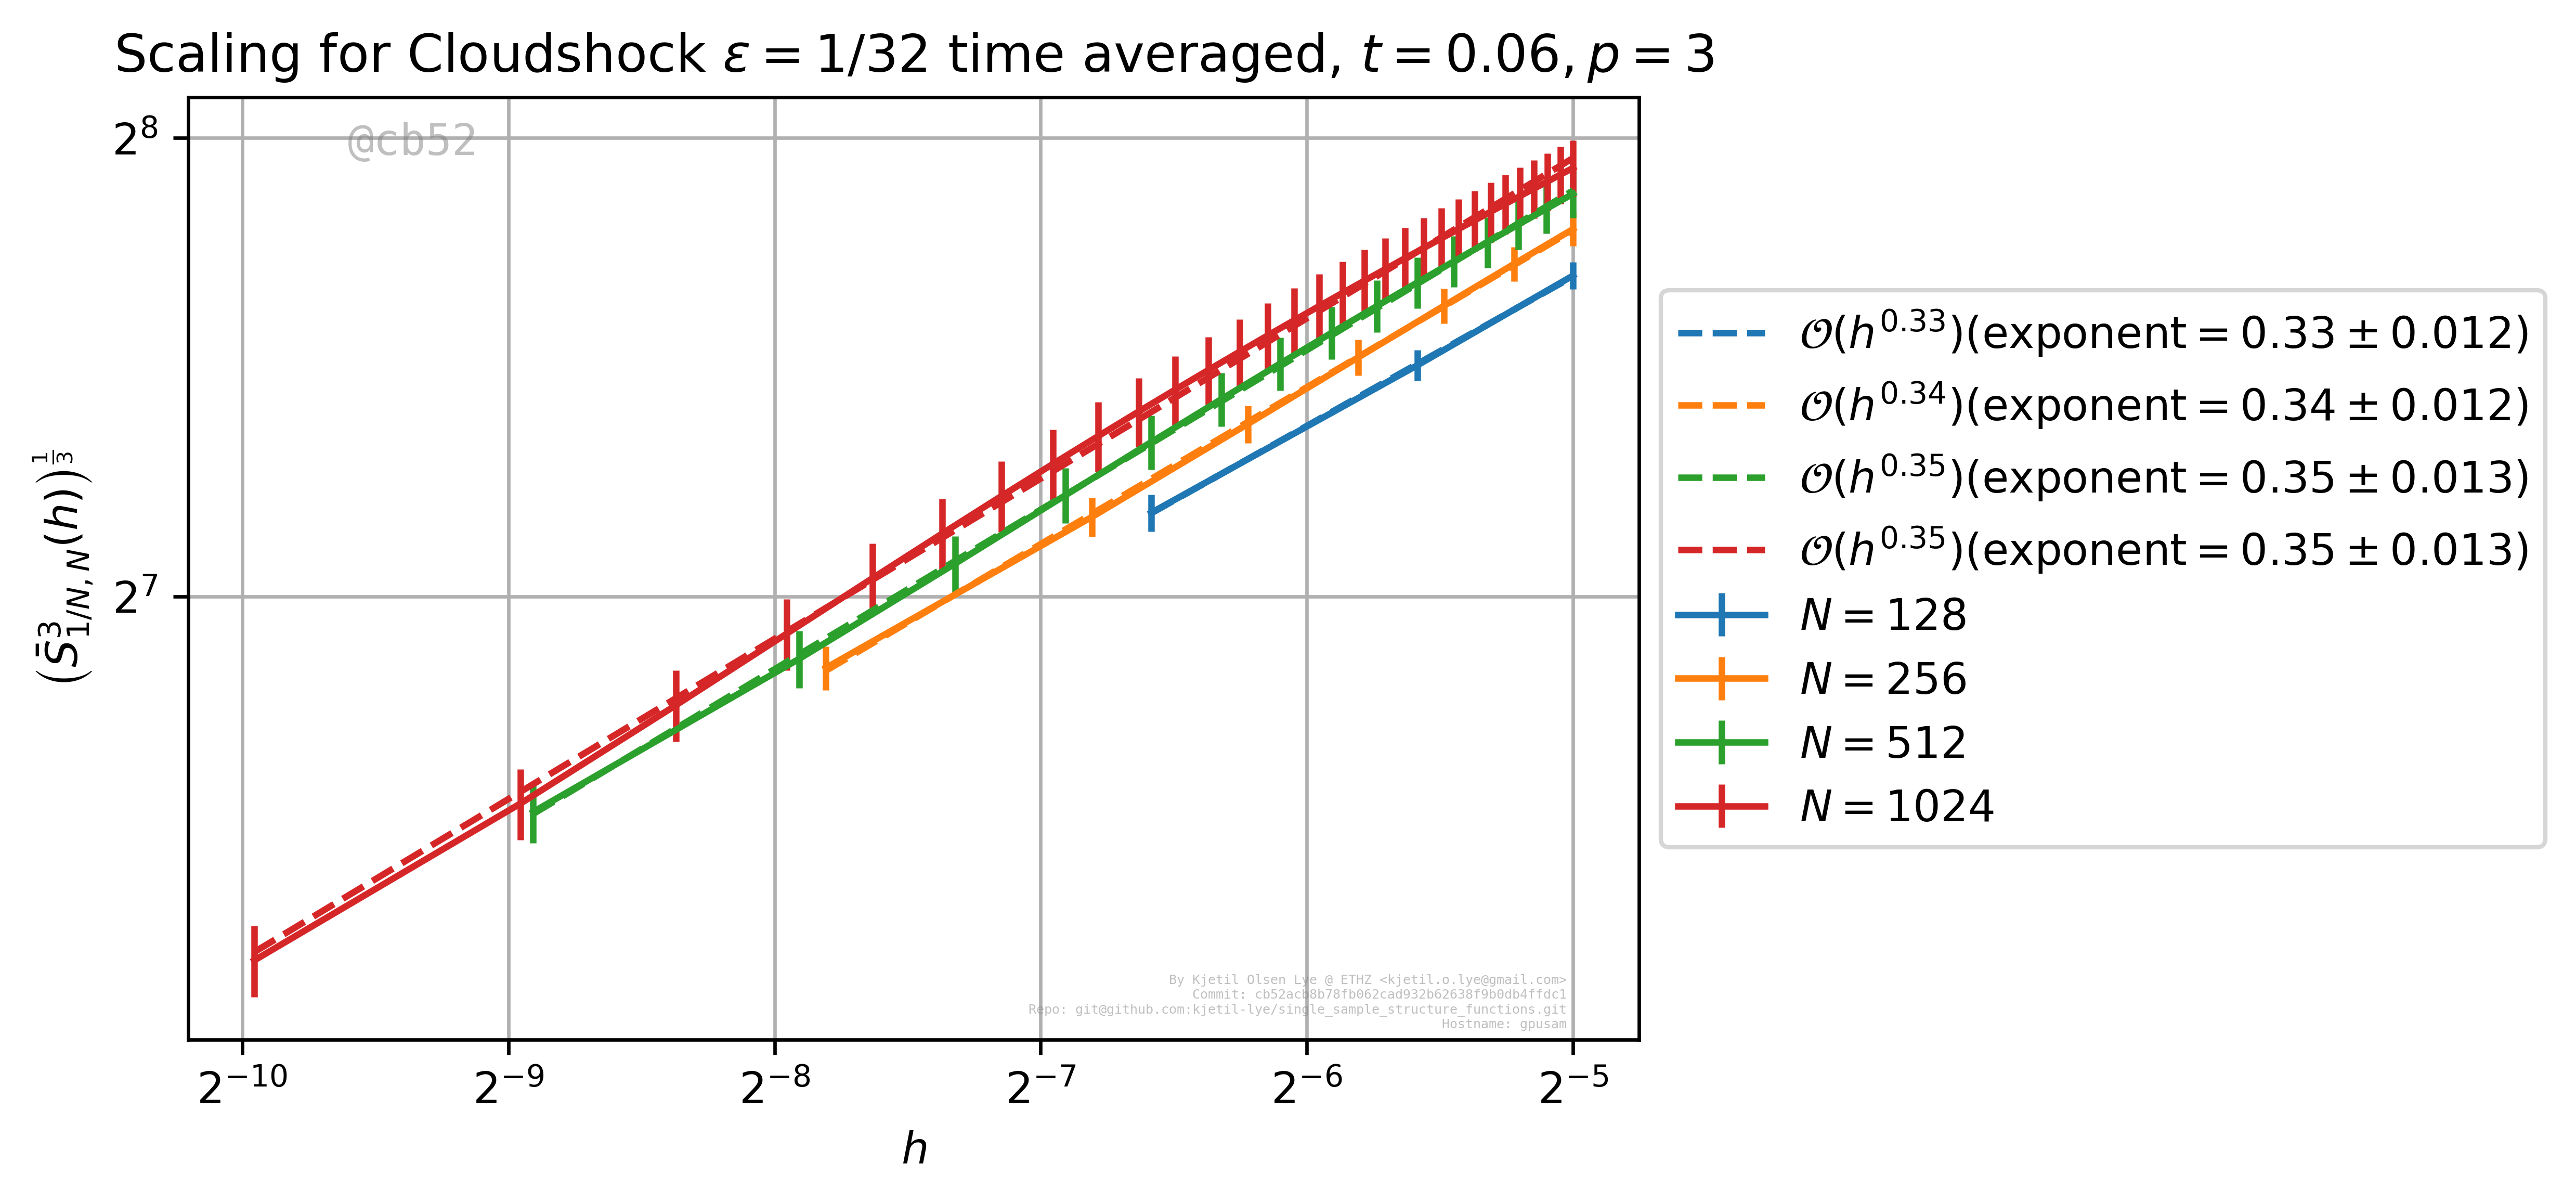 Scaling for Cloudshock ε = 1/32 time averaged, t = 0.06, p = 3
@cb52
2^8
2^7
(S̄^3_{1/N, N}(h))^{1/3}
2^{−10} 2^{−9} 2^{−8} 2^{−7} 2^{−6} 2^{−5}
h
By Kjetil Olsen Lye @ ETHZ <kjetil.o.lye@gmail.com>
Commit: cb52acb8b78fb062cad932b62638f9b0db4ffdc1
Repo: git@github.com:kjetil-lye/single_sample_structure_functions.git
Hostname: gpusam
𝒪(h^{0.33})(exponent = 0.33 ± 0.012)
𝒪(h^{0.34})(exponent = 0.34 ± 0.012)
𝒪(h^{0.35})(exponent = 0.35 ± 0.013)
𝒪(h^{0.35})(exponent = 0.35 ± 0.013)
N = 128
N = 256
N = 512
N = 1024